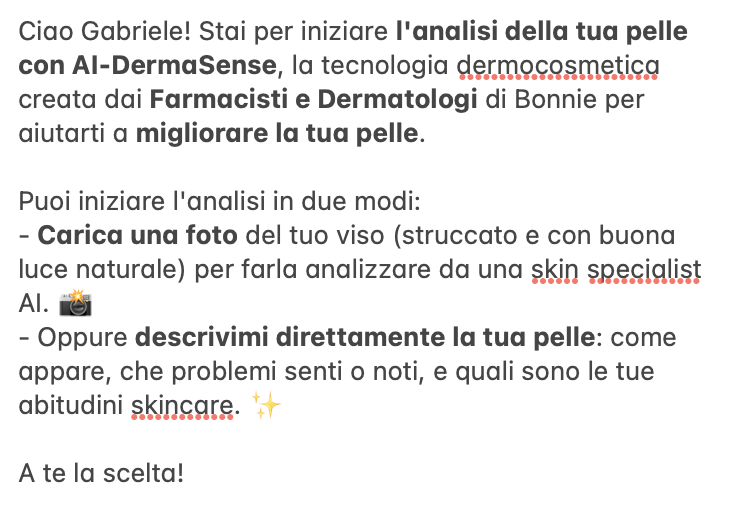 Ciao Gabriele! Stai per iniziare l'analisi della tua pelle
con AI-DermaSense, la tecnologia dermocosmetica
creata dai Farmacisti e Dermatologi di Bonnie per
aiutarti a migliorare la tua pelle.
Puoi iniziare l'analisi in due modi:
- Carica una foto del tuo viso (struccato e con buona
luce naturale) per farla analizzare da una skin specialist
AI. 📸
- Oppure descrivimi direttamente la tua pelle: come
appare, che problemi senti o noti, e quali sono le tue
abitudini skincare. ✨
A te la scelta!